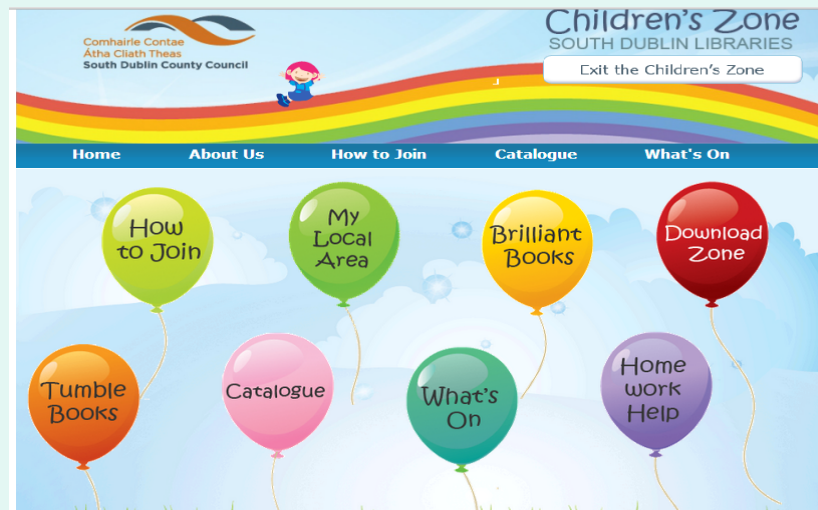 Comhairle Contae
Átha Cliath Theas
South Dublin County Council
Children's Zone
SOUTH DUBLIN LIBRARIES
Exit the Children's Zone
Home About Us How to Join Catalogue What's On
How
to Join
My
Local
Area
Brilliant
Books
Download
Zone
Tumble
Books
Catalogue
What's
On
Home
work
Help